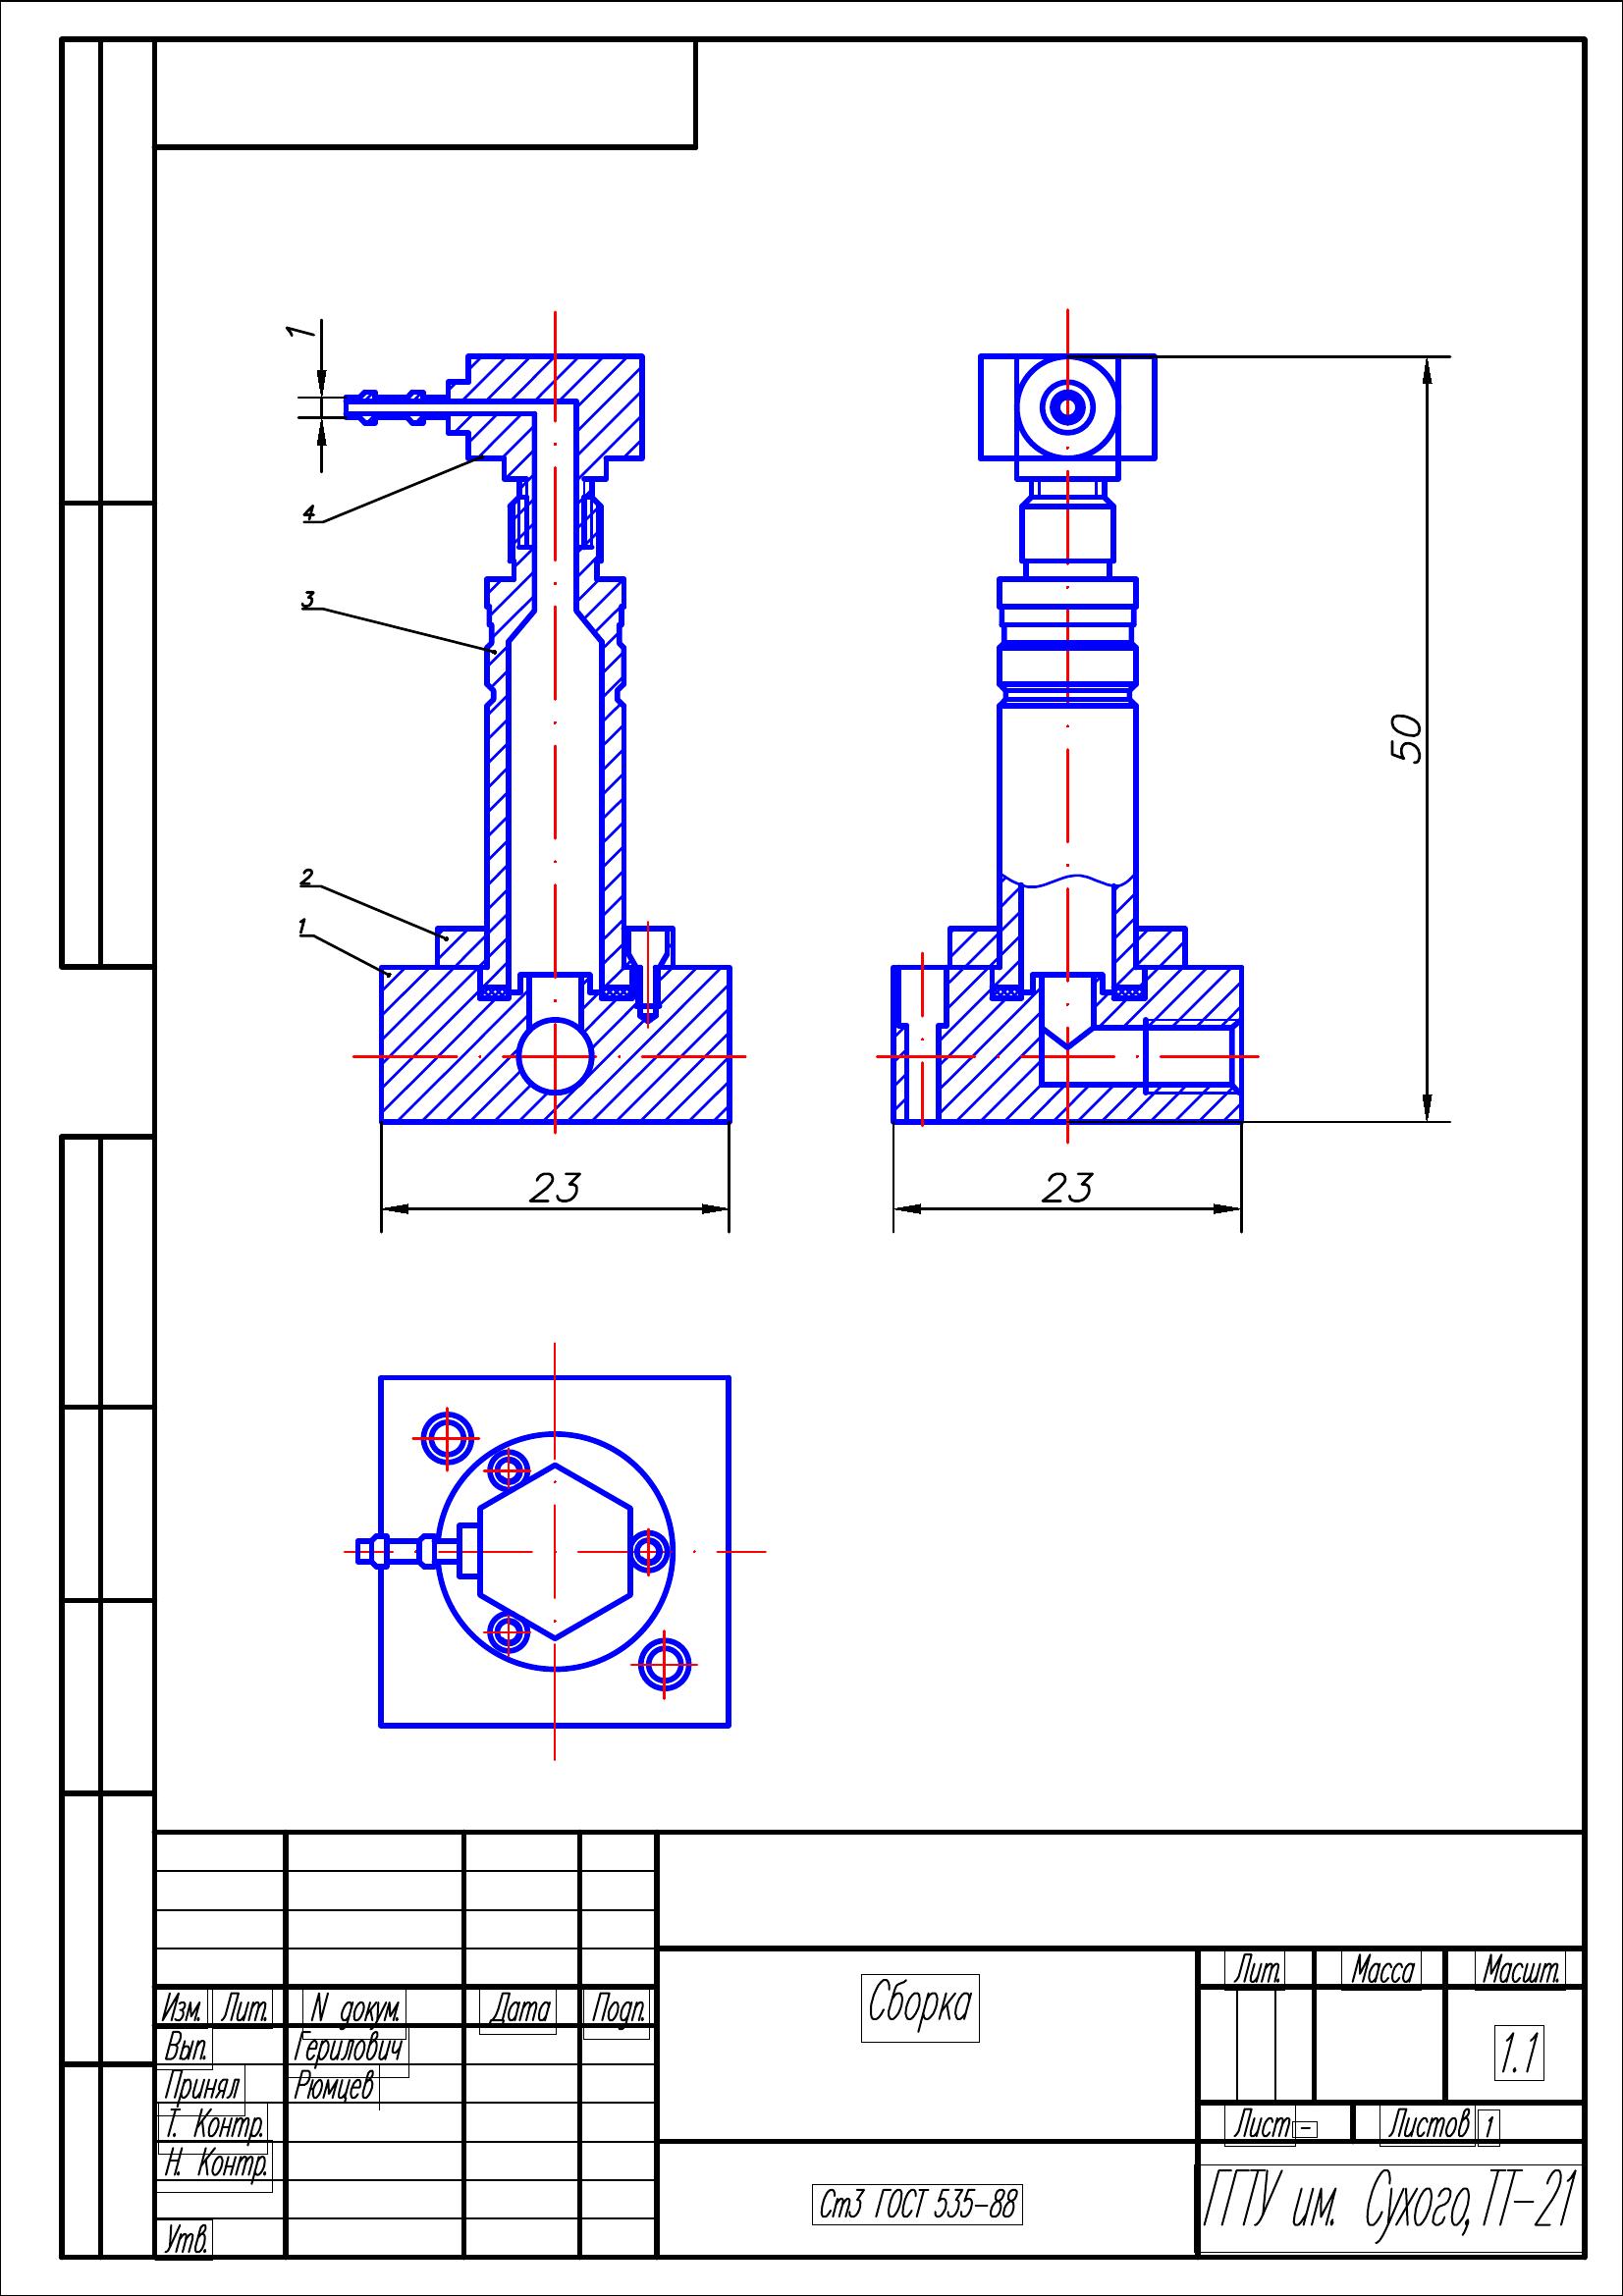 1
4
3
2
1
50
23
23
Изм. Лит. N докум. Дата Подп.
Вып. Герилович
Принял Рюмцев
Т. Контр.
Н. Контр.
Утв.
Сборка
Ст3 ГОСТ 535-88
Лит. Масса Масшт.
1.1
Лист - Листов 1
ГГТУ им. Сухого, ТТ-21